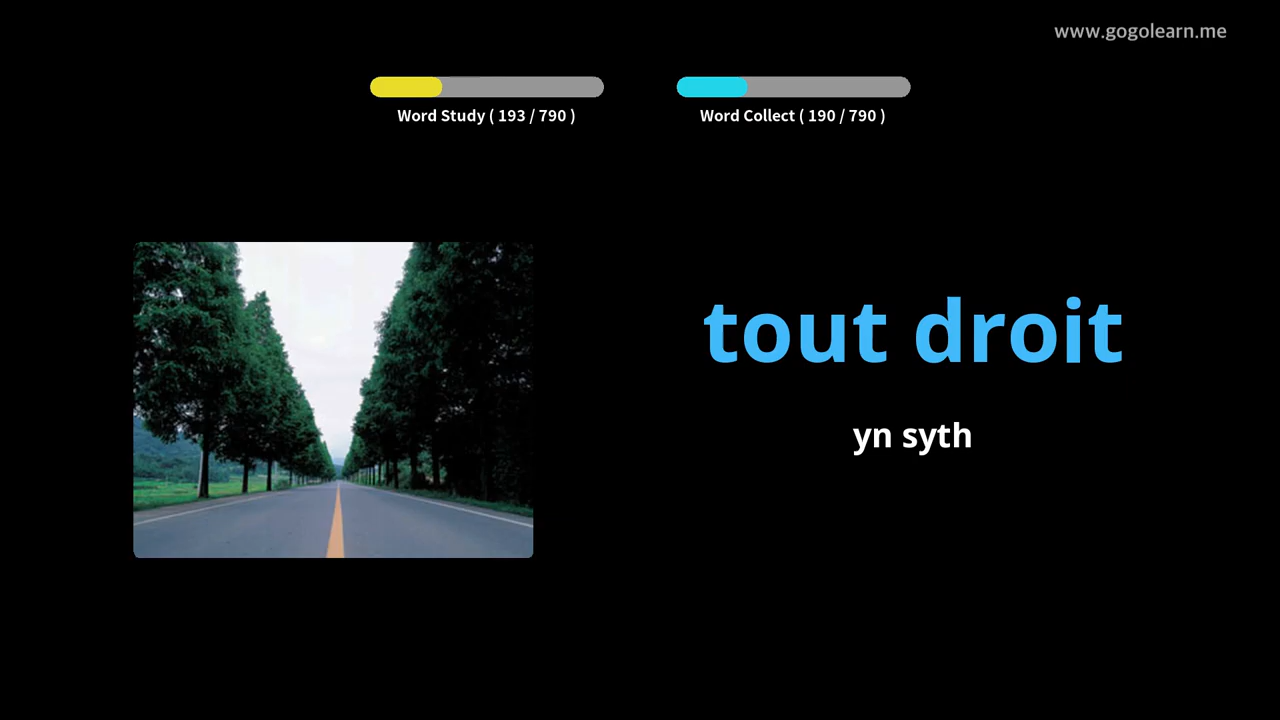 www.gogolearn.me
Word Study ( 193 / 790 )
Word Collect ( 190 / 790 )
tout droit
yn syth